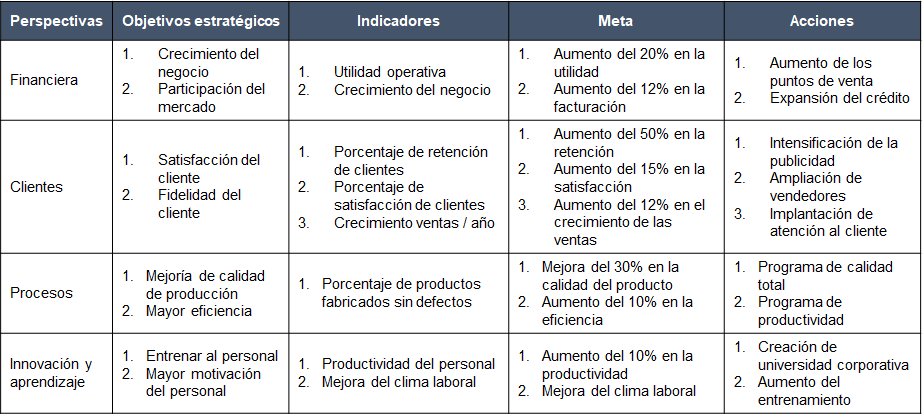 Perspectivas Objetivos estratégicos Indicadores Meta Acciones
Financiera
1. Crecimiento del
negocio
2. Participación del
mercado
1. Utilidad operativa
2. Crecimiento del negocio
1. Aumento del 20% en la
utilidad
2. Aumento del 12% en la
facturación
1. Aumento de los
puntos de venta
2. Expansión del crédito
Clientes
1. Satisfacción del
cliente
2. Fidelidad del
cliente
1. Porcentaje de retención
de clientes
2. Porcentaje de
satisfacción de clientes
3. Crecimiento ventas / año
1. Aumento del 50% en la
retención
2. Aumento del 15% en la
satisfacción
3. Aumento del 12% en el
crecimiento de las
ventas
1. Intensificación de la
publicidad
2. Ampliación de
vendedores
3. Implantación de
atención al cliente
Procesos
1. Mejoría de calidad
de producción
2. Mayor eficiencia
1. Porcentaje de productos
fabricados sin defectos
1. Mejora del 30% en la
calidad del producto
2. Aumento del 10% en la
eficiencia
1. Programa de calidad
total
2. Programa de
productividad
Innovación y
aprendizaje
1. Entrenar al personal
2. Mayor motivación
del personal
1. Productividad del personal
2. Mejora del clima laboral
1. Aumento del 10% en la
productividad
2. Mejora del clima laboral
1. Creación de
universidad corporativa
2. Aumento del
entrenamiento